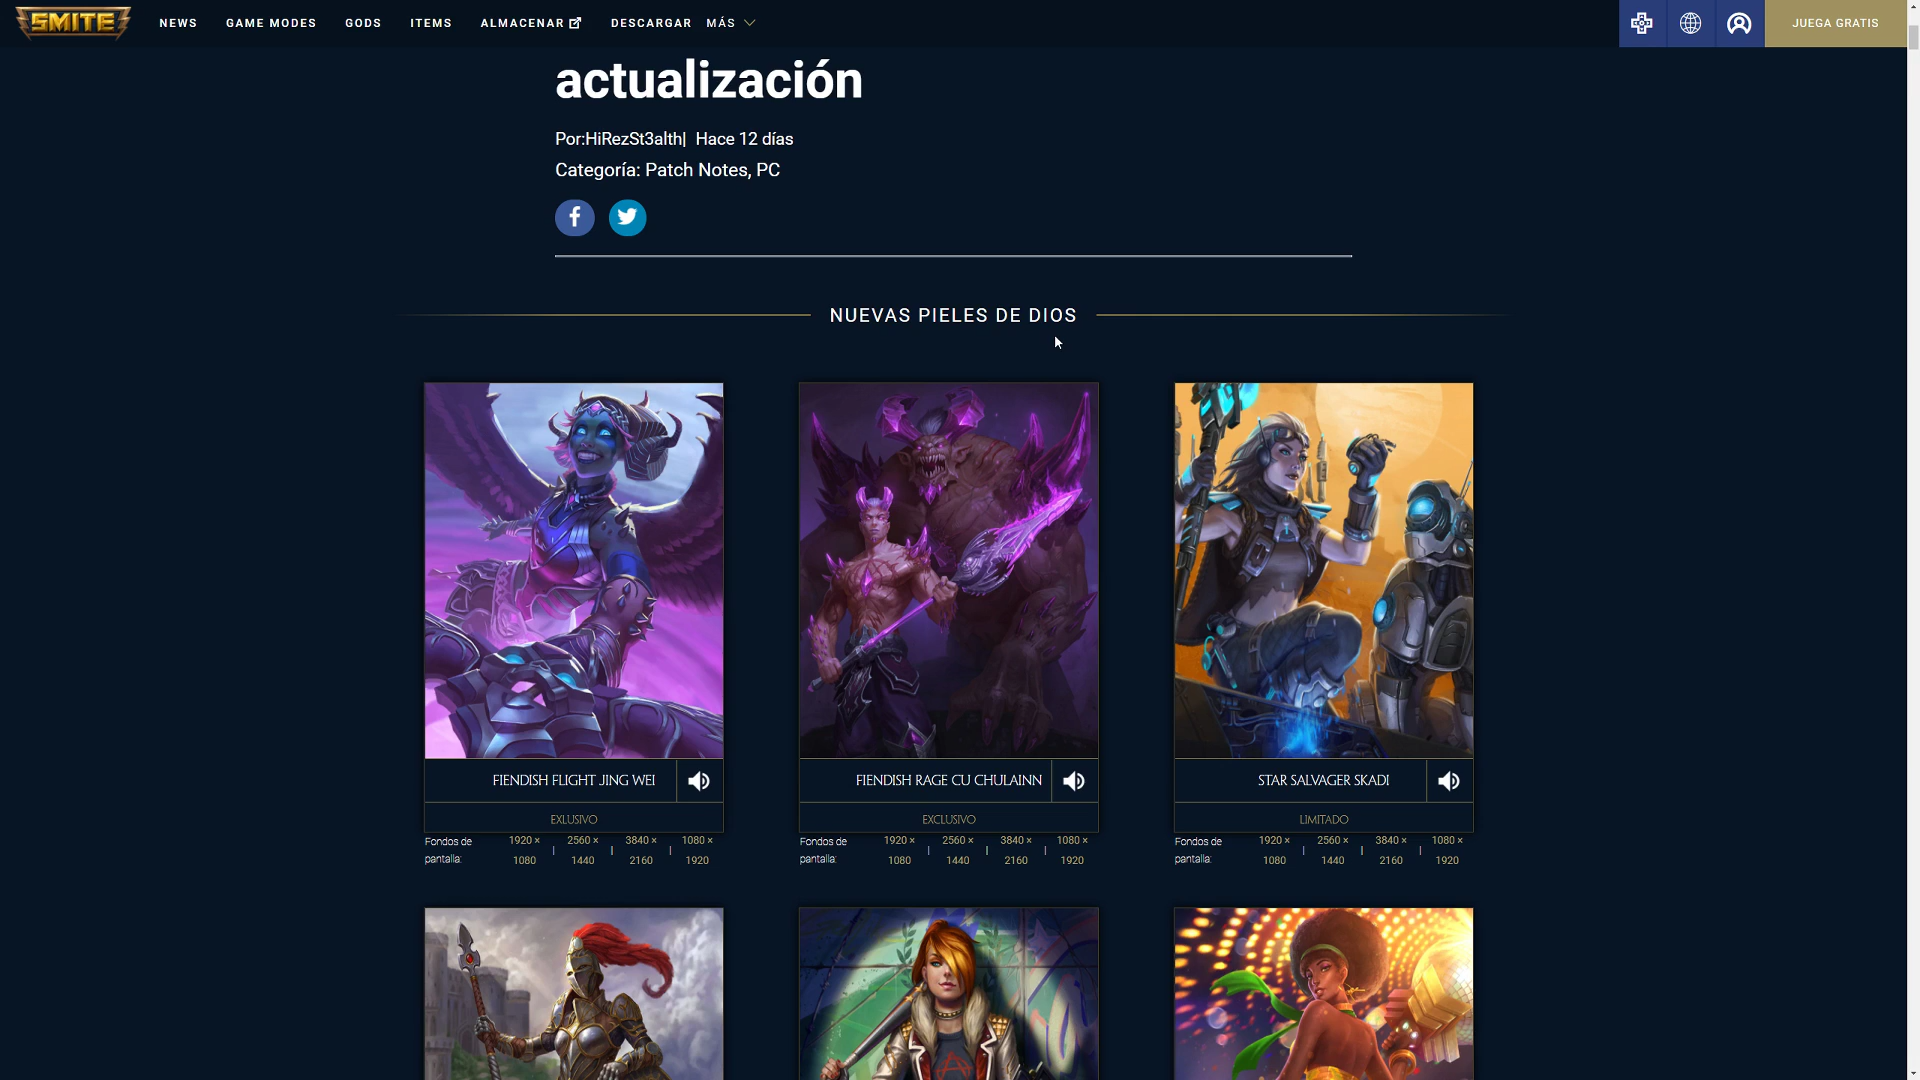 SMITE NEWS GAME MODES GODS ITEMS ALMACENAR DESCARGAR MÁS JUEGA GRATIS
actualización
Por:HiRezSt3alth| Hace 12 días
Categoría: Patch Notes, PC
NUEVAS PIELES DE DIOS
FIENDISH FLIGHT JING WEI
EXLUSIVO
Fondos de pantalla: 1920 × 1080 | 2560 × 1440 | 3840 × 2160 | 1080 × 1920
FIENDISH RAGE CU CHULAINN
EXCLUSIVO
Fondos de pantalla: 1920 × 1080 | 2560 × 1440 | 3840 × 2160 | 1080 × 1920
STAR SALVAGER SKADI
LIMITADO
Fondos de pantalla: 1920 × 1080 | 2560 × 1440 | 3840 × 2160 | 1080 × 1920